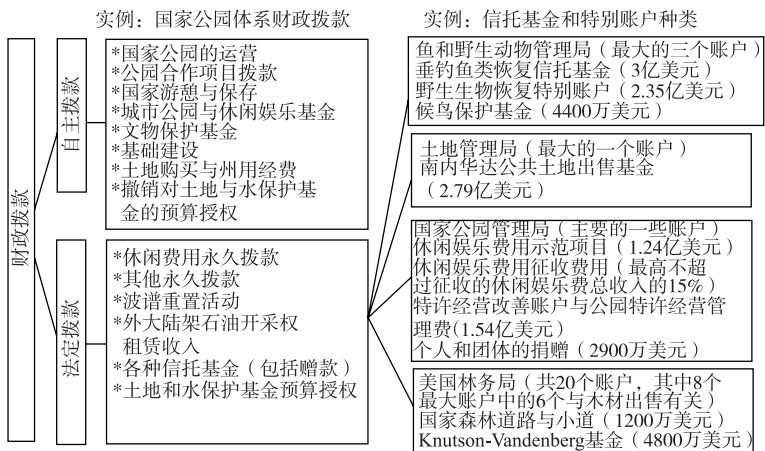 实例：国家公园体系财政拨款
实例：信托基金和特别账户种类
财政拨款
自主拨款
*国家公园的运营
*公园合作项目拨款
*国家游憩与保存
*城市公园与休闲娱乐基金
*文物保护基金
*基础建设
*土地购买与州用经费
*撤销对土地与水保护基
金的预算授权
法定拨款
*休闲费用永久拨款
*其他永久拨款
*波谱重置活动
*外大陆架石油开采权
租赁收入
*各种信托基金（包括赠款）
*土地和水保护基金预算授权
鱼和野生动物管理局（最大的三个账户）
垂钓鱼类恢复信托基金（3亿美元）
野生生物恢复特别账户（2.35亿美元）
候鸟保护基金（4400万美元）
土地管理局（最大的一个账户）
南内华达公共土地出售基金
（2.79亿美元）
国家公园管理局（主要的一些账户）
休闲娱乐费用示范项目（1.24亿美元）
休闲娱乐费用征收费用（最高不超
过征收的休闲娱乐费总收入的15%）
特许经营改善账户与公园特许经营管
理费(1.54亿美元）
个人和团体的捐赠（2900万美元）
美国林务局（共20个账户，其中8个
最大账户中的6个与木材出售有关）
国家森林道路与小道（1200万美元）
Knutson-Vandenberg基金（4800万美元）